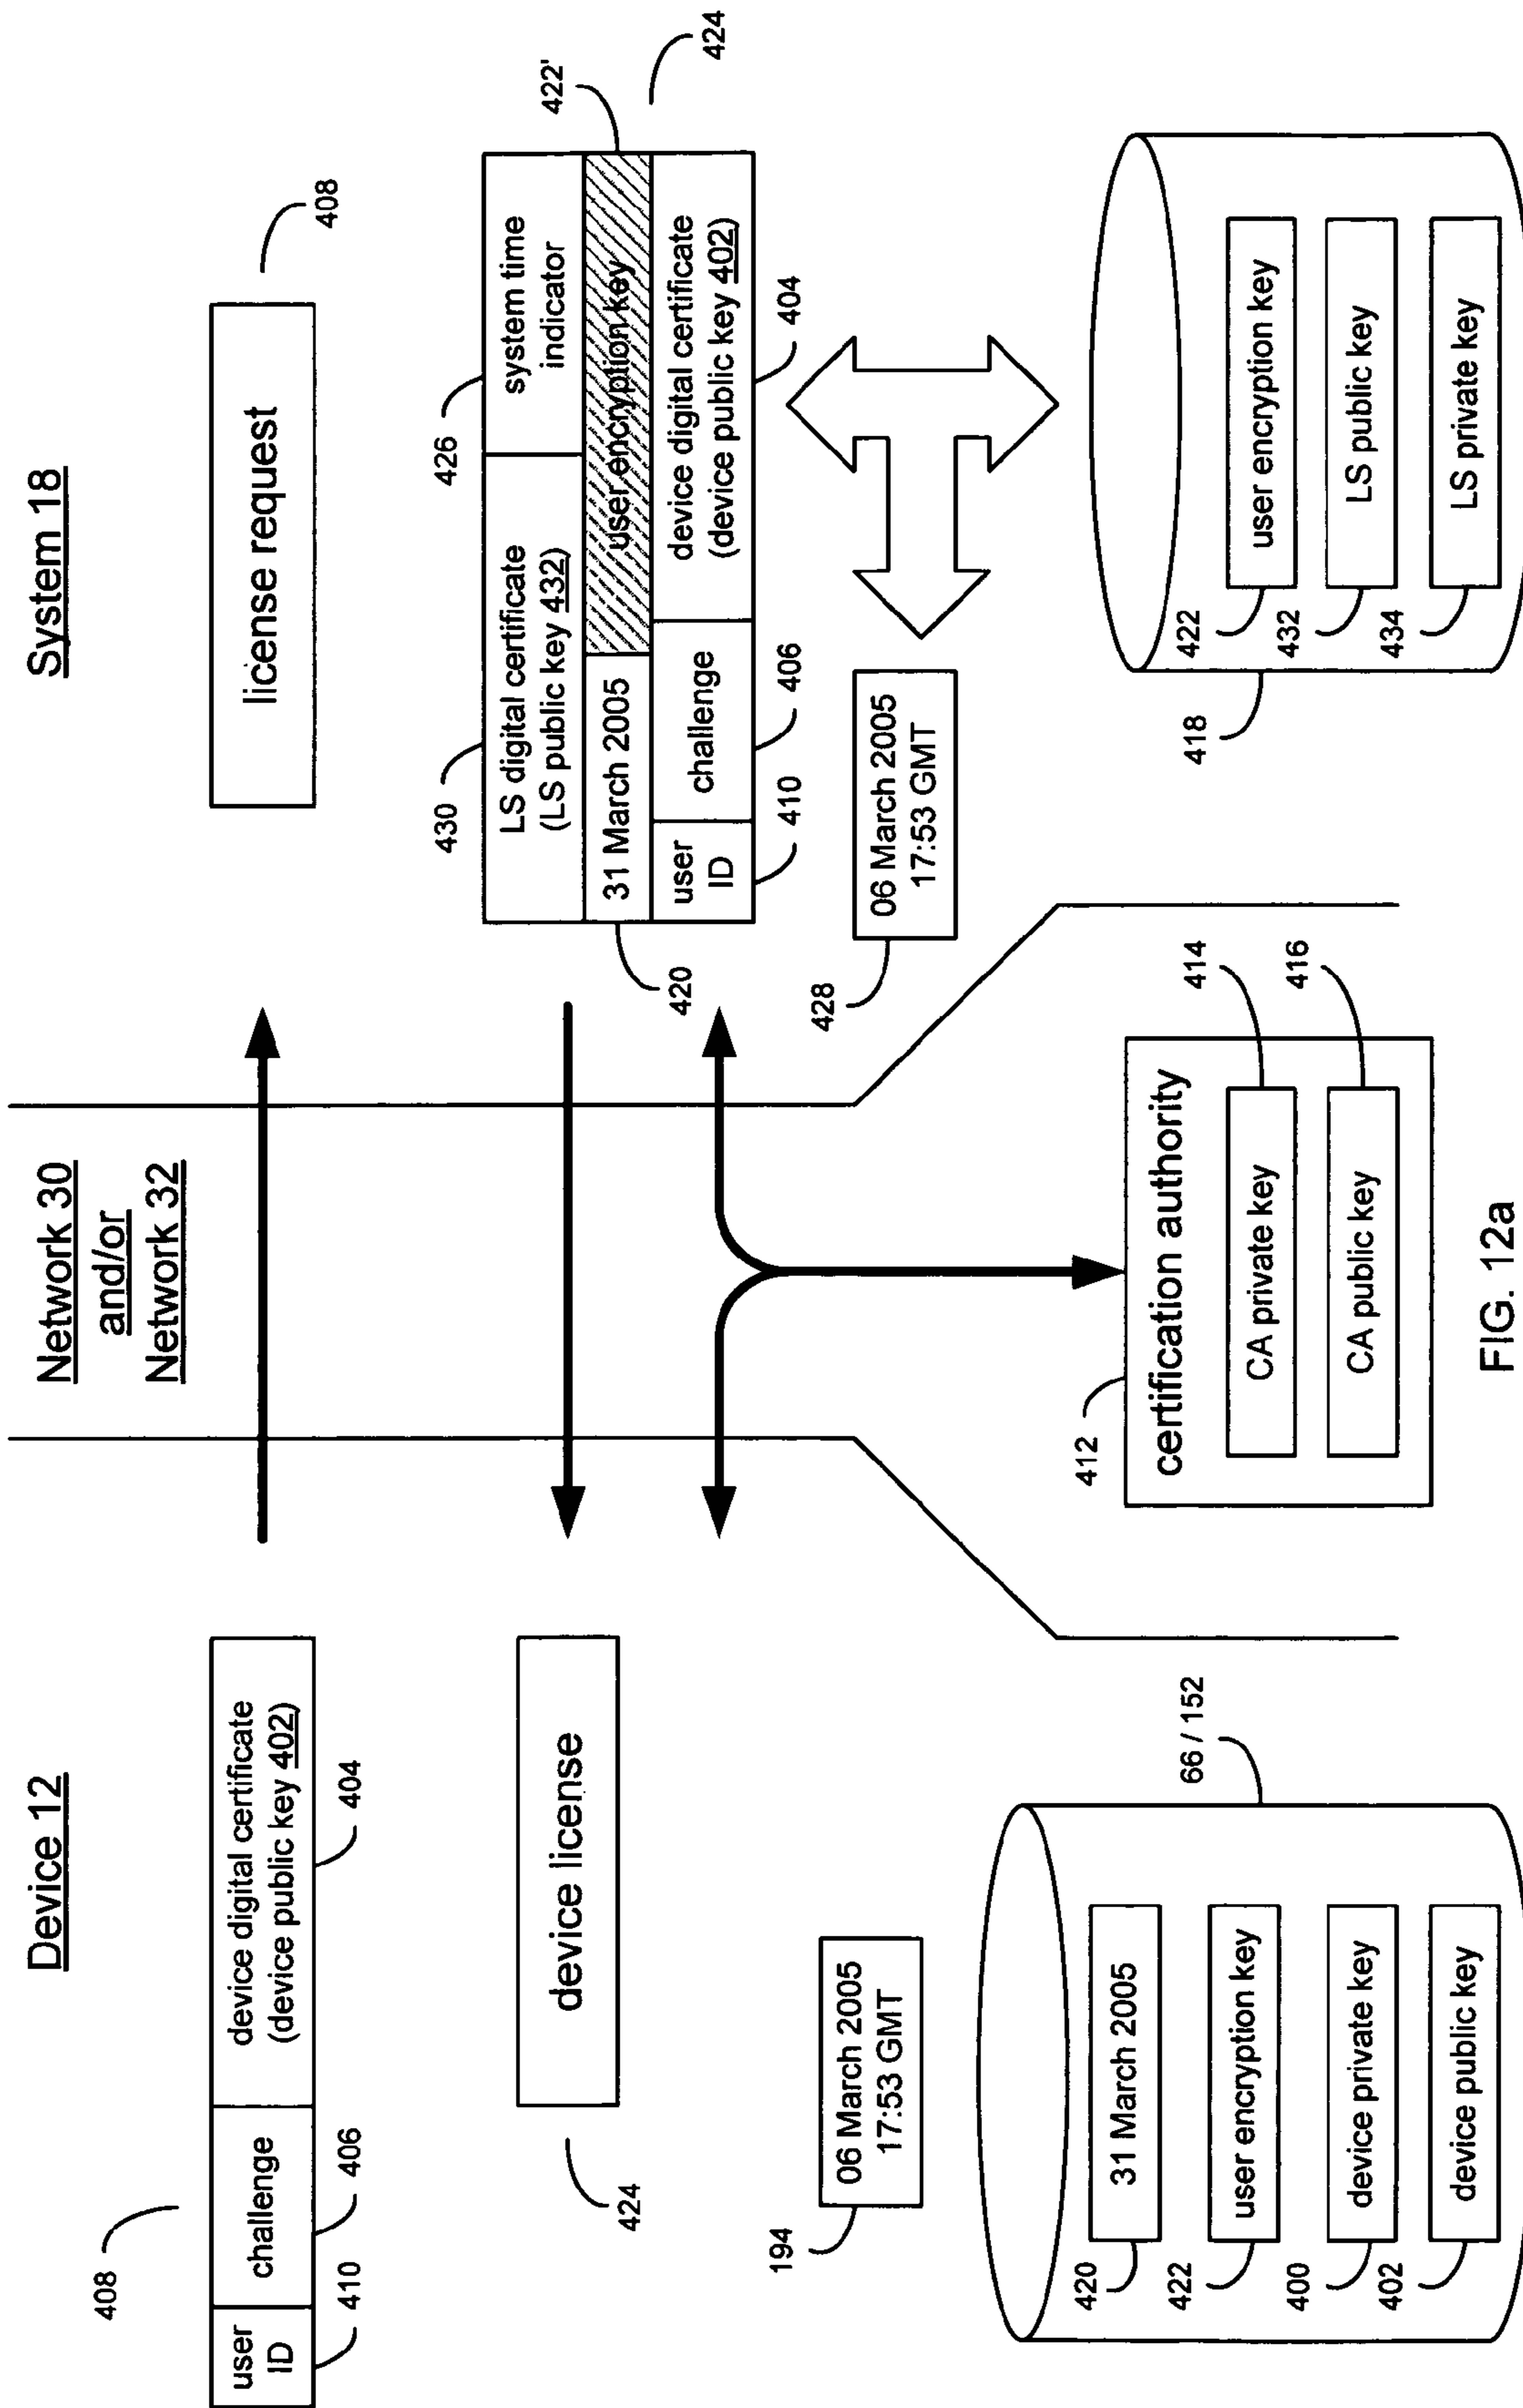 Device 12
Network 30
and/or
Network 32
System 18
408
user
ID
challenge
device digital certificate
(device public key 402)
410
406
404
license request
408
device license
424
430
426
LS digital certificate
(LS public key 432)
system time
indicator
422'
31 March 2005
user encryption key
424
user
ID
challenge
device digital certificate
(device public key 402)
420
410
406
404
194
06 March 2005
17:53 GMT
428
06 March 2005
17:53 GMT
66 / 152
420
31 March 2005
422
user encryption key
400
device private key
402
device public key
412
certification authority
CA private key
414
CA public key
416
418
422
user encryption key
432
LS public key
434
LS private key
FIG. 12a